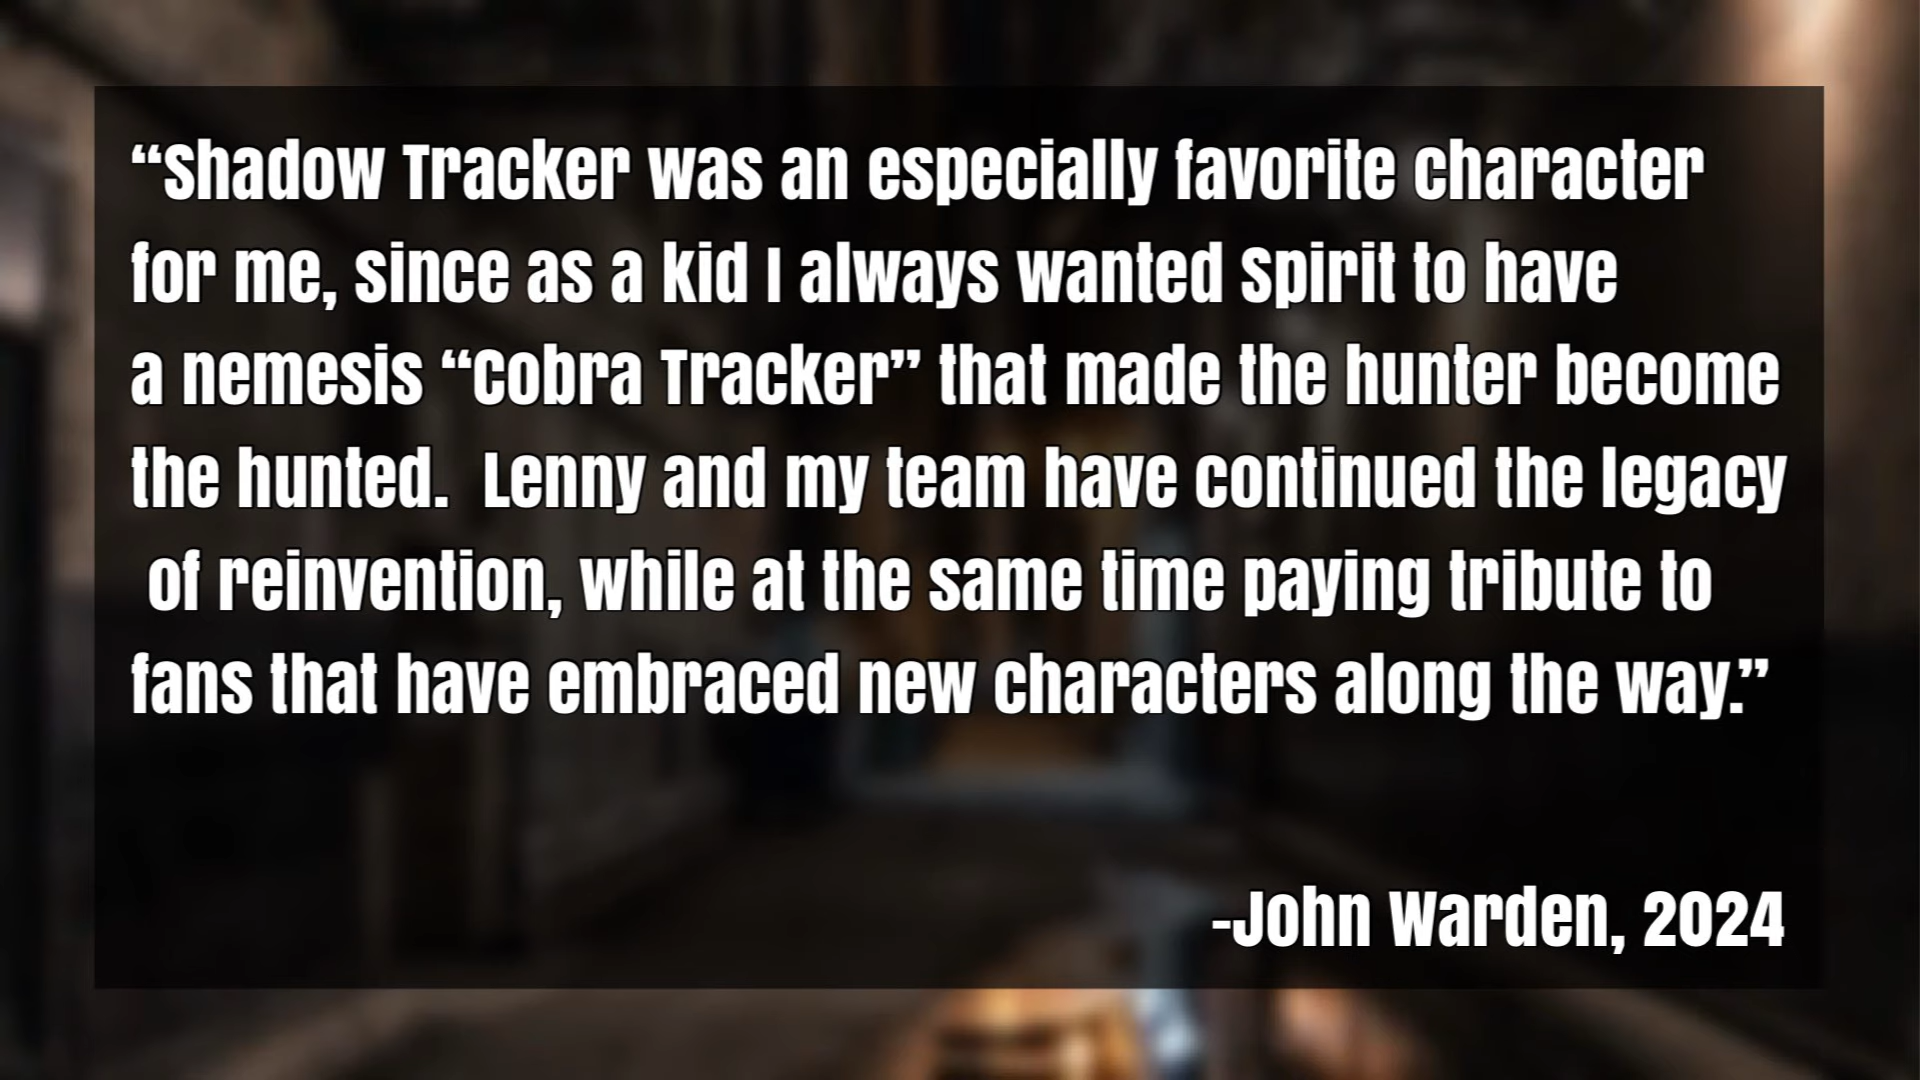 “Shadow Tracker was an especially favorite character
for me, since as a kid I always wanted Spirit to have
a nemesis “Cobra Tracker” that made the hunter become
the hunted.  Lenny and my team have continued the legacy
of reinvention, while at the same time paying tribute to
fans that have embraced new characters along the way.”
-John Warden, 2024